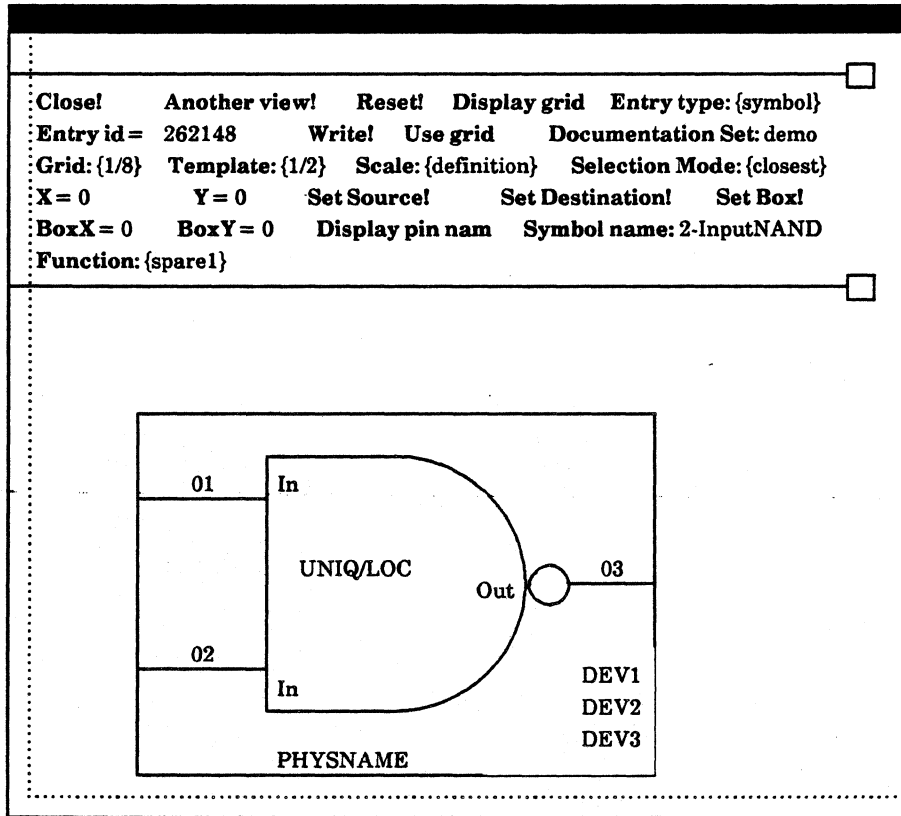 Close! Another view! Reset! Display grid Entry type: {symbol}
Entry id = 262148 Write! Use grid Documentation Set: demo
Grid: {1/8} Template: {1/2} Scale: {definition} Selection Mode: {closest}
X = 0 Y = 0 Set Source! Set Destination! Set Box!
BoxX = 0 BoxY = 0 Display pin nam Symbol name: 2-InputNAND
Function: {spare1}
01 In
UNIQ/LOC
Out 03
02
In
DEV1
DEV2
DEV3
PHYSNAME